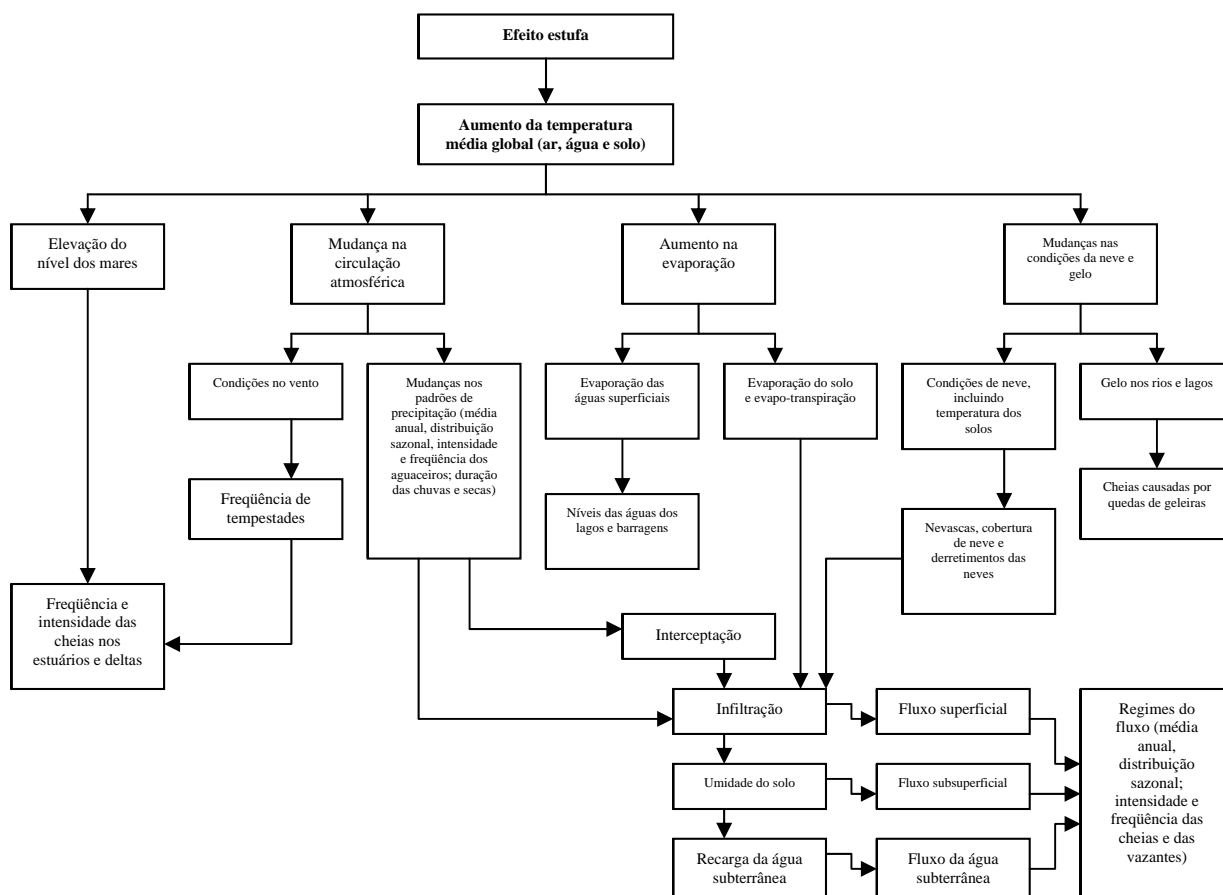 Efeito estufa
Aumento da temperatura
média global (ar, água e solo)
Elevação do
nível dos mares
Mudança na
circulação
atmosférica
Aumento na
evaporação
Mudanças nas
condições da neve e
gelo
Condições no vento
Mudanças nos
padrões de
precipitação (média
anual, distribuição
sazonal, intensidade
e freqüência dos
aguaceiros; duração
das chuvas e secas)
Evaporação das
águas superficiais
Evaporação do solo
e evapo-transpiração
Condições de neve,
incluindo
temperatura dos
solos
Gelo nos rios e lagos
Freqüência de
tempestades
Níveis das águas dos
lagos e barragens
Nevascas, cobertura
de neve e
derretimentos das
neves
Cheias causadas por
quedas de geleiras
Freqüência e
intensidade das
cheias nos
estuários e deltas
Interceptação
Infiltração
Fluxo superficial
Regimes do
fluxo (média
anual,
distribuição
sazonal;
intensidade e
freqüência das
cheias e das
vazantes)
Umidade do solo
Fluxo subsuperficial
Recarga da água
subterrânea
Fluxo da água
subterrânea